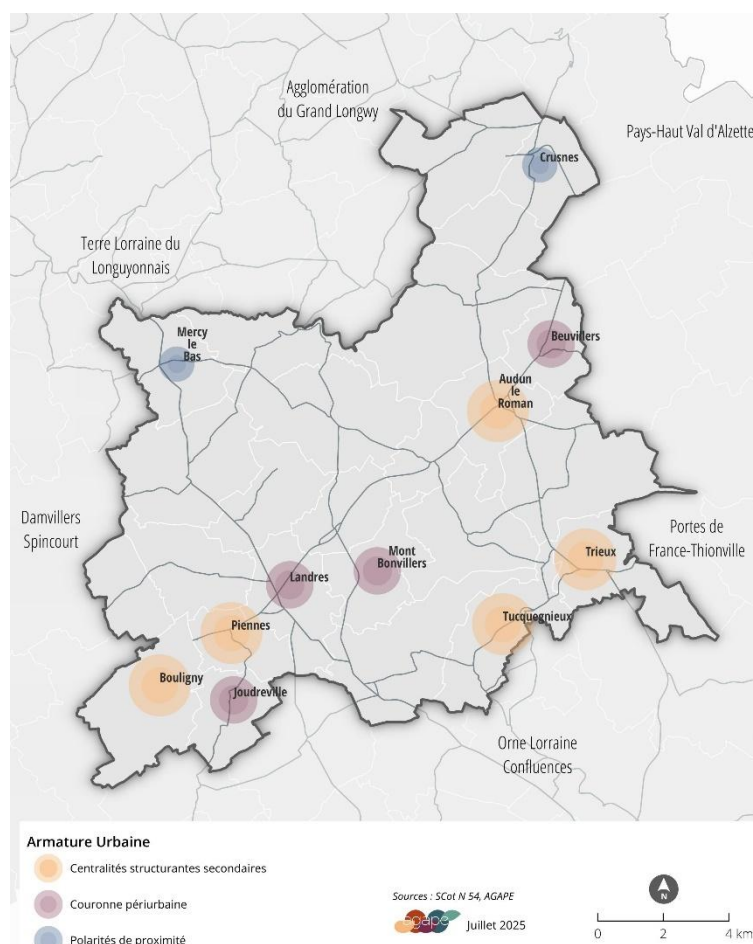 Agglomération
du Grand Longwy
Pays-Haut Val d'Alzette
Crusnes
Terre Lorraine du
Longuyonnais
Mercy
le
Bas
Beuvillers
Audun
le
Roman
Damvillers
Spincourt
Portes de
France-Thionville
Trieux
Mont
Bonvillers
Landres
Tucquegnieux
Piennes
Bouligny
Joudreville
Orne Lorraine
Confluences
Armature Urbaine
Centralités structurantes secondaires
Couronne périurbaine
Polarités de proximité
Sources : SCot N 54, AGAPE
agape
Juillet 2025
N
0 2 4 km